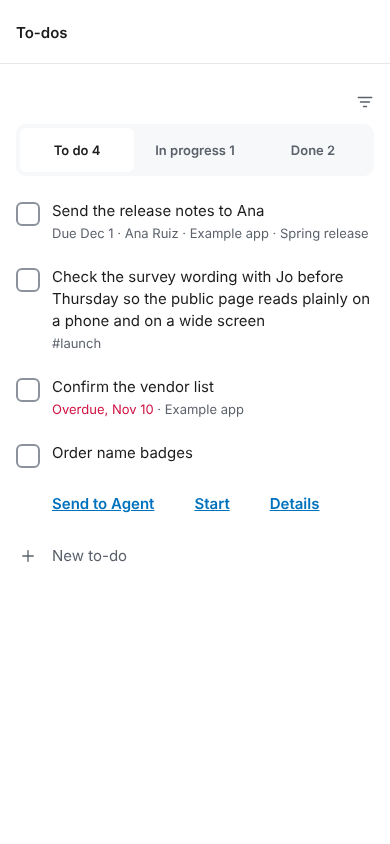 To-dos
To do 4
In progress 1
Done 2
Send the release notes to Ana
Due Dec 1 · Ana Ruiz · Example app · Spring release
Check the survey wording with Jo before
Thursday so the public page reads plainly on
a phone and on a wide screen
#launch
Confirm the vendor list
Overdue, Nov 10 · Example app
Order name badges
Send to Agent
Start
Details
New to-do